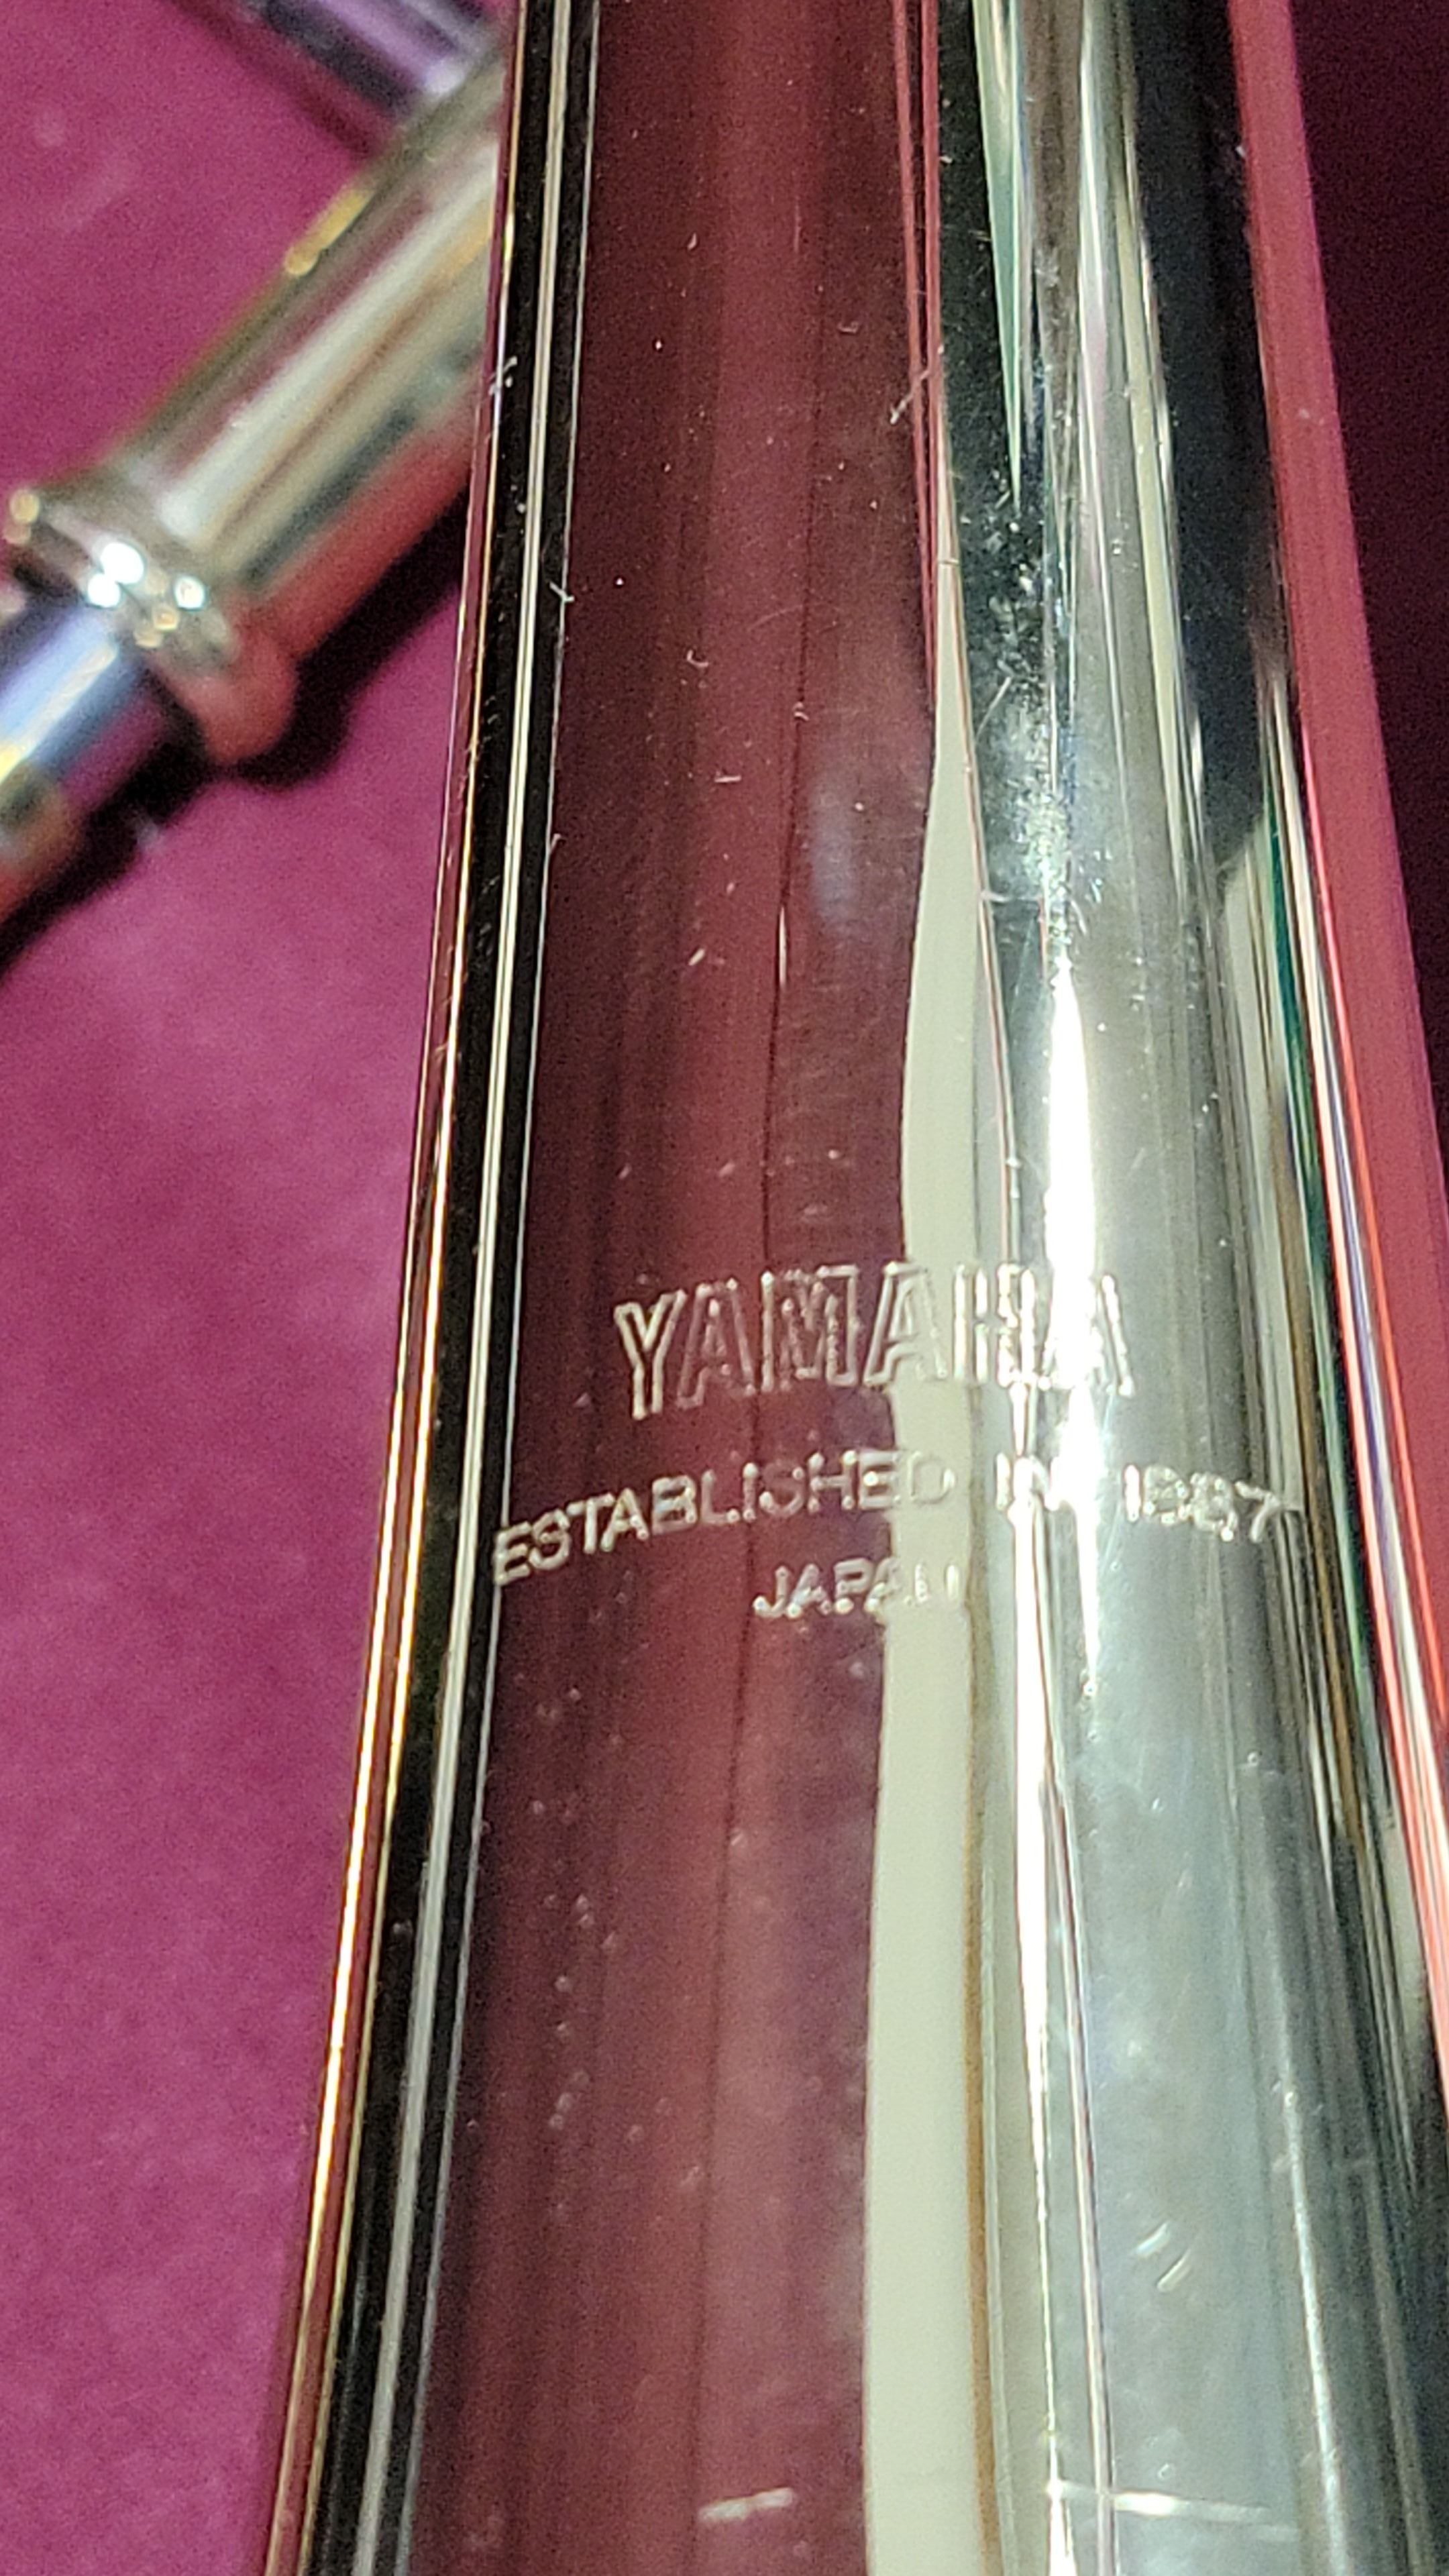 YAMAHA
ESTABLISHED IN 1887
JAPAN